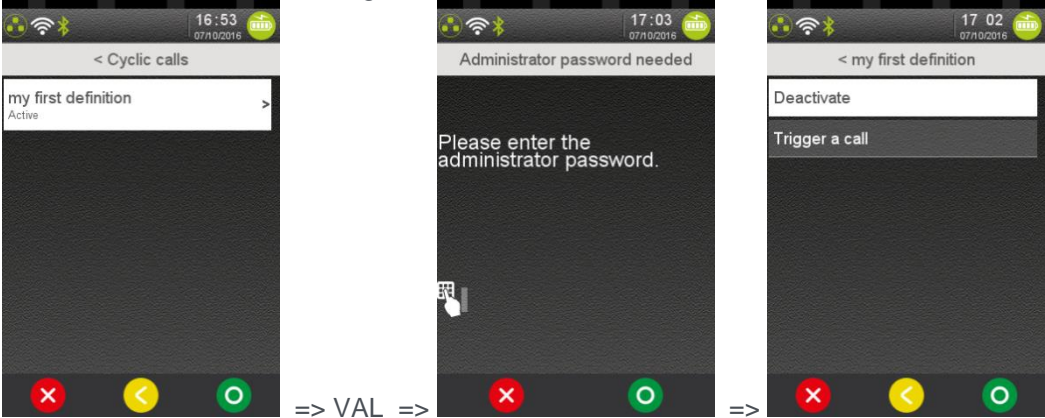 16:53
07/10/2016
< Cyclic calls
my first definition
Active
>
=> VAL =>
17:03
07/10/2016
Administrator password needed
Please enter the
administrator password.
=>
17 02
07/10/2016
< my first definition
Deactivate
Trigger a call